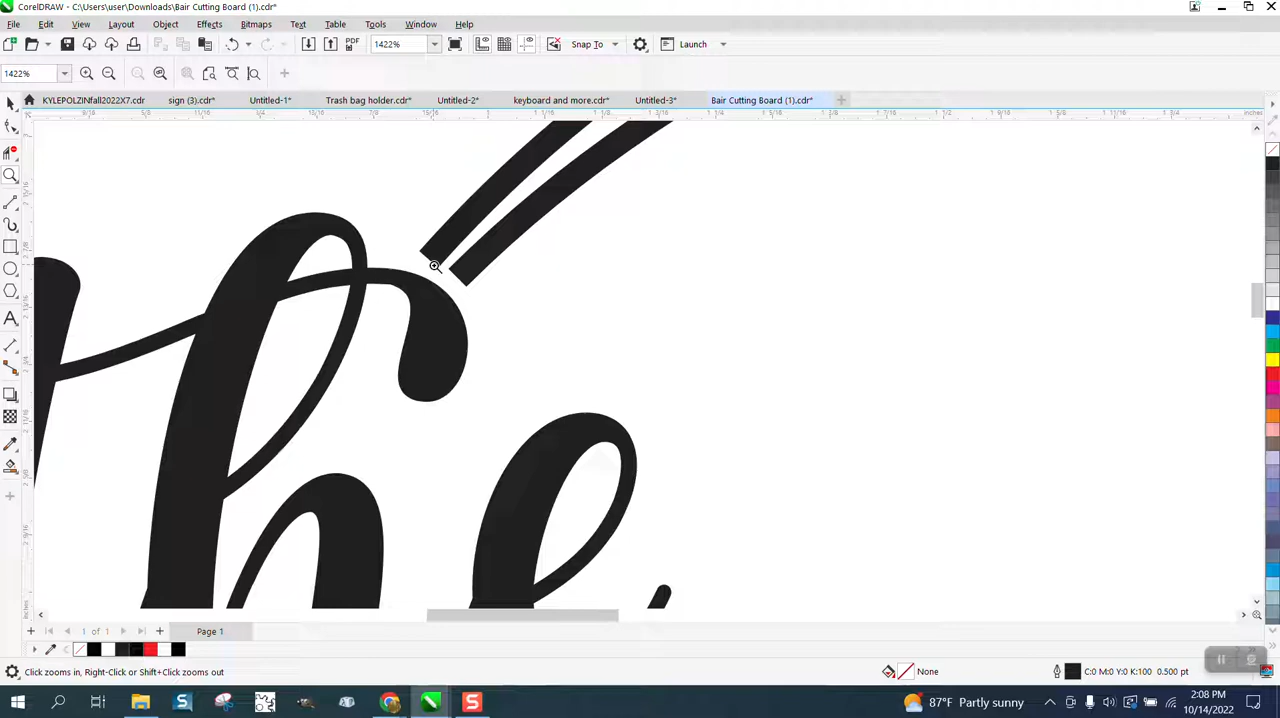 CorelDRAW - C:\Users\user\Downloads\Bair Cutting Board (1).cdr*
File Edit View Layout Object Effects Bitmaps Text Table Tools Window Help
1422% PDF Snap To Launch
1422%
KYLEPOLZINfall2022X7.cdr sign (3).cdr* Untitled-1* Trash bag holder.cdr* Untitled-2* keyboard and more.cdr* Untitled-3* Bair Cutting Board (1).cdr*
inches
he
1 of 1 Page 1
Click zooms in, Right-Click or Shift+Click zooms out None C:0 M:0 Y:0 K:100 0.500 pt
87°F Partly sunny 2:08 PM
10/14/2022